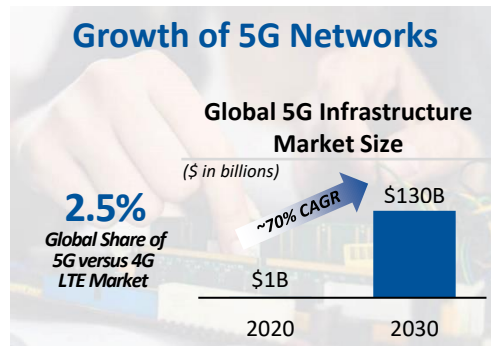 Growth of 5G Networks
Global 5G Infrastructure
Market Size
($ in billions)
2.5%
Global Share of
5G versus 4G
LTE Market
~70% CAGR
$130B
$1B
2020
2030